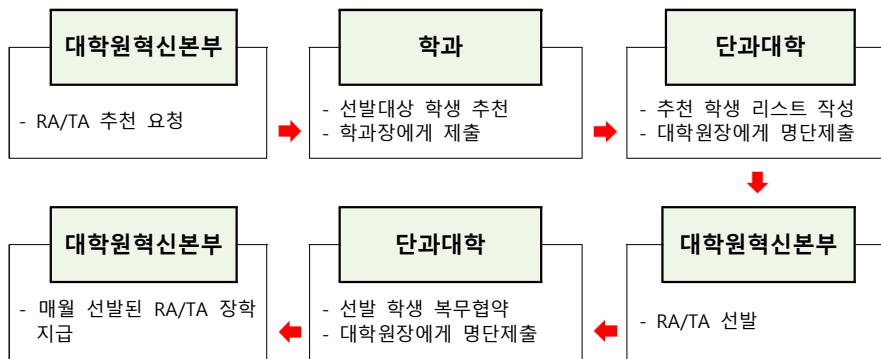 대학원혁신본부
- RA/TA 추천 요청
학과
- 선발대상 학생 추천
- 학과장에게 제출
단과대학
- 추천 학생 리스트 작성
- 대학원장에게 명단제출
대학원혁신본부
- RA/TA 선발
단과대학
- 선발 학생 복무협약
- 대학원장에게 명단제출
대학원혁신본부
- 매월 선발된 RA/TA 장학
지급